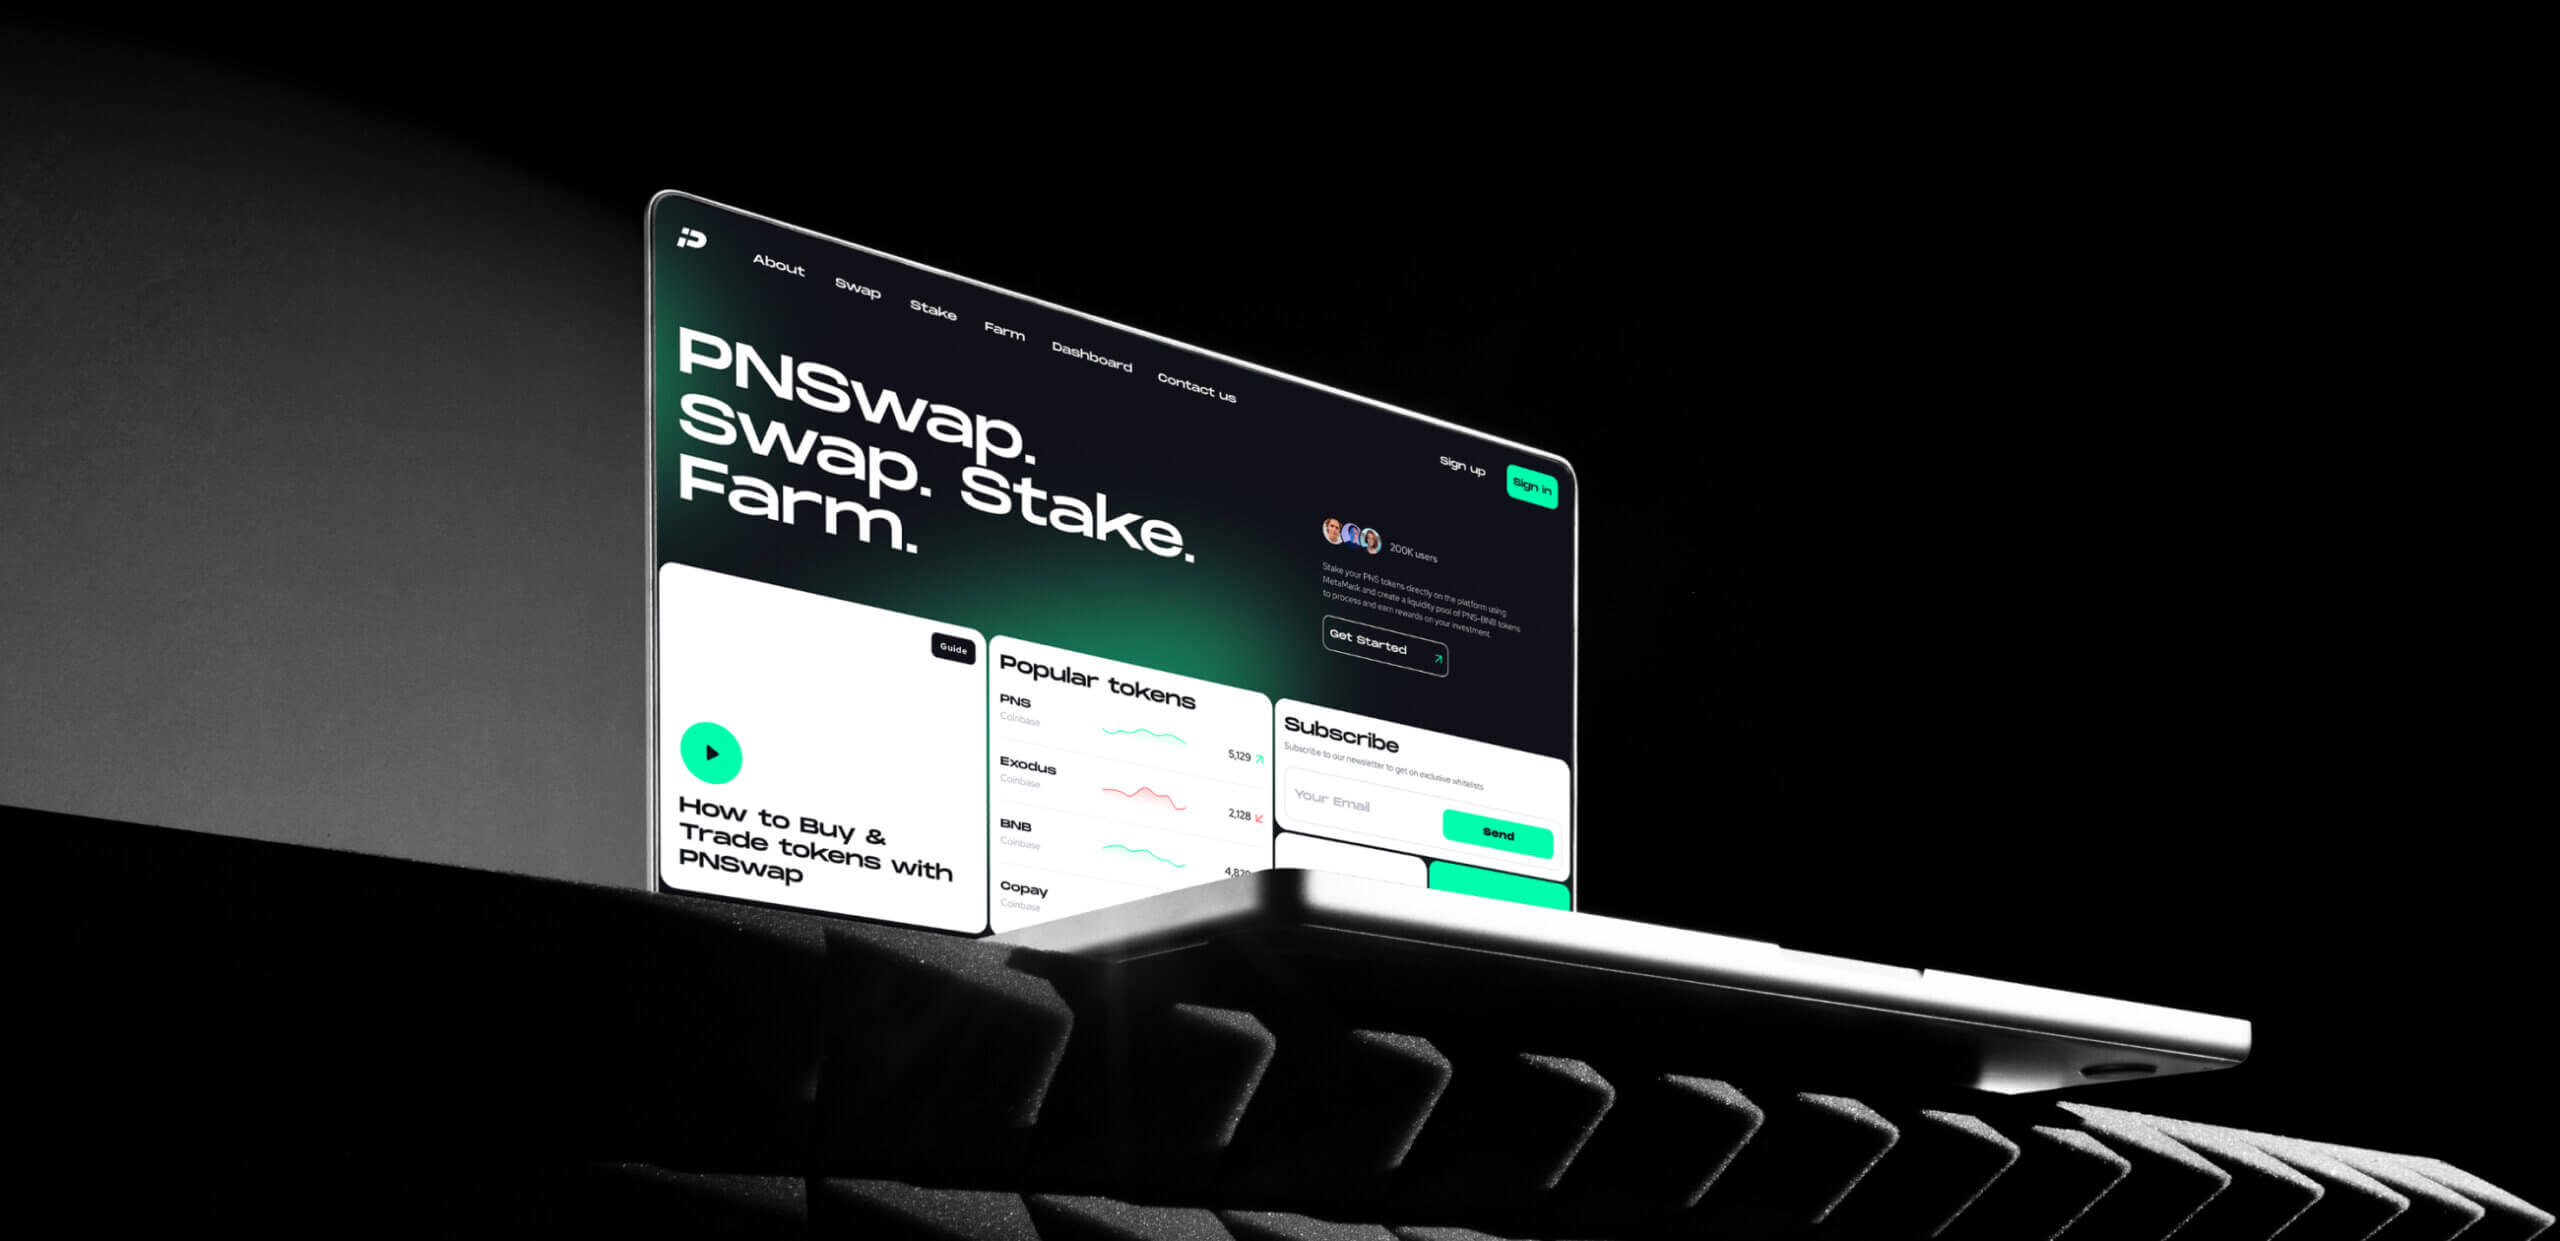 About
Swap
Stake
Farm
Dashboard
Contact us
Sign up
Sign in
PNSwap.
Swap. Stake.
Farm.
200K users
Stake your PNS tokens directly on the platform using
MetaMask and create a liquidity pool of PNS-BNB tokens
to process and earn rewards on your investment.
Get Started
Guide
How to Buy &
Trade tokens with
PNSwap
Popular tokens
PNS
Coinbase
5,129
Exodus
Coinbase
2,128
BNB
Coinbase
Copay
Coinbase
Subscribe
Subscribe to our newsletter to get on exclusive whitelists
Your Email
Send